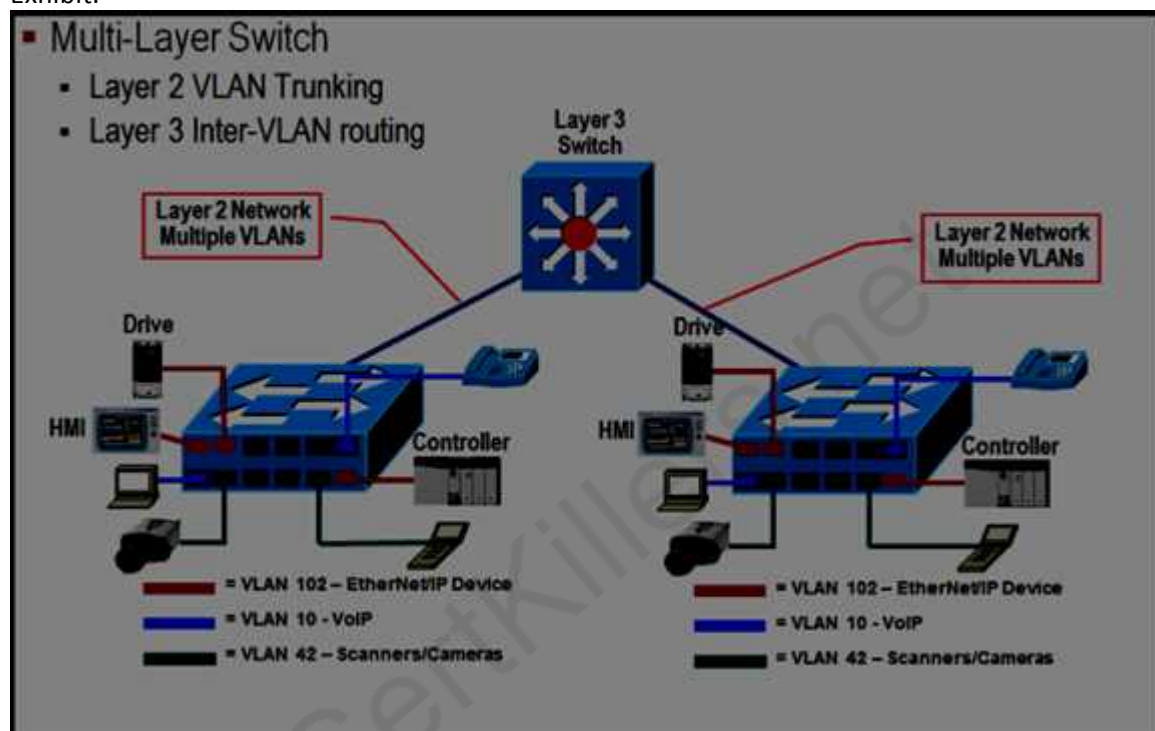 Exhibit:
Multi-Layer Switch
Layer 2 VLAN Trunking
Layer 3 Inter-VLAN routing
Layer 3
Switch
Layer 2 Network
Multiple VLANs
Layer 2 Network
Multiple VLANs
Drive
IP
HMI
Controller
Drive
IP
HMI
Controller
= VLAN 102 – EtherNet/IP Device
= VLAN 10 - VoIP
= VLAN 42 – Scanners/Cameras
= VLAN 102 – EtherNet/IP Device
= VLAN 10 - VoIP
= VLAN 42 – Scanners/Cameras